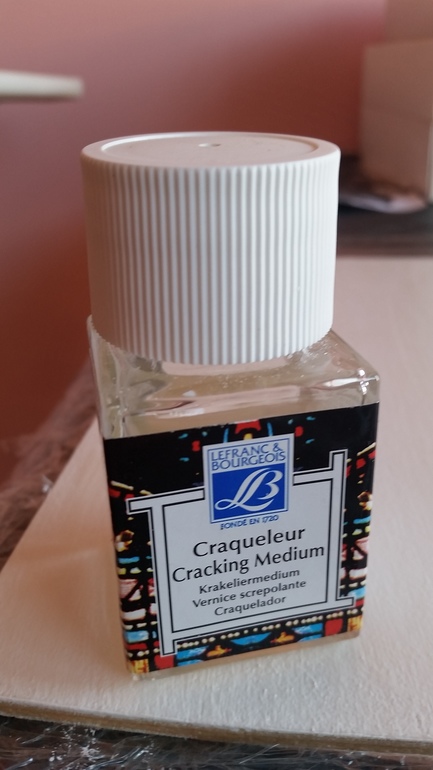 LEFRANC &
BOURGEOIS
LB
FONDÉ EN 1720
Craqueleur
Cracking Medium
Krakeliermedium
Vernice screpolante
Craquelador